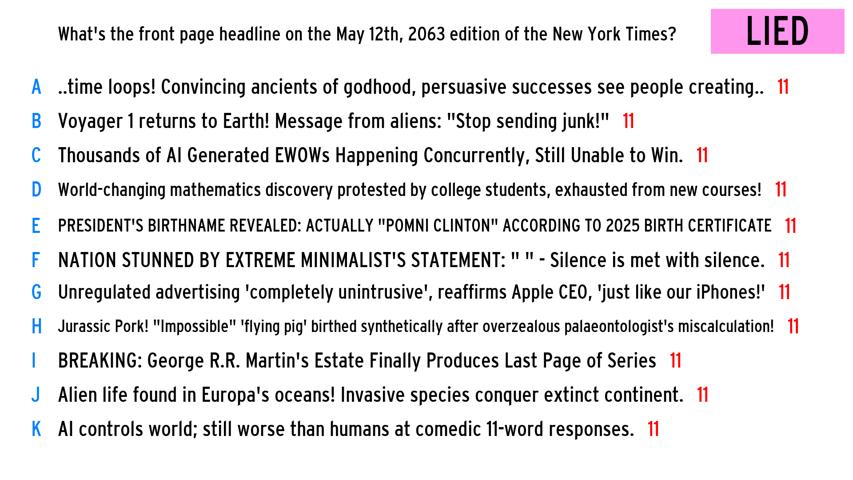 What's the front page headline on the May 12th, 2063 edition of the New York Times? LIED
A ..time loops! Convincing ancients of godhood, persuasive successes see people creating.. 11
B Voyager 1 returns to Earth! Message from aliens: "Stop sending junk!" 11
C Thousands of AI Generated EWOWs Happening Concurrently, Still Unable to Win. 11
D World-changing mathematics discovery protested by college students, exhausted from new courses! 11
E PRESIDENT'S BIRTHNAME REVEALED: ACTUALLY "POMNI CLINTON" ACCORDING TO 2025 BIRTH CERTIFICATE 11
F NATION STUNNED BY EXTREME MINIMALIST'S STATEMENT: " " - Silence is met with silence. 11
G Unregulated advertising 'completely unintrusive', reaffirms Apple CEO, 'just like our iPhones!' 11
H Jurassic Pork! "Impossible" 'flying pig' birthed synthetically after overzealous palaeontologist's miscalculation! 11
I BREAKING: George R.R. Martin's Estate Finally Produces Last Page of Series 11
J Alien life found in Europa's oceans! Invasive species conquer extinct continent. 11
K AI controls world; still worse than humans at comedic 11-word responses. 11